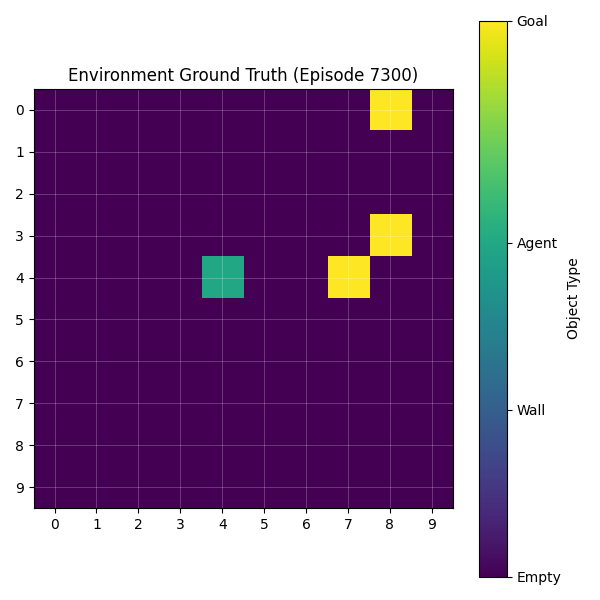 Environment Ground Truth (Episode 7300)
Goal
Agent
Wall
Empty
Object Type
0
1
2
3
4
5
6
7
8
9
0 1 2 3 4 5 6 7 8 9